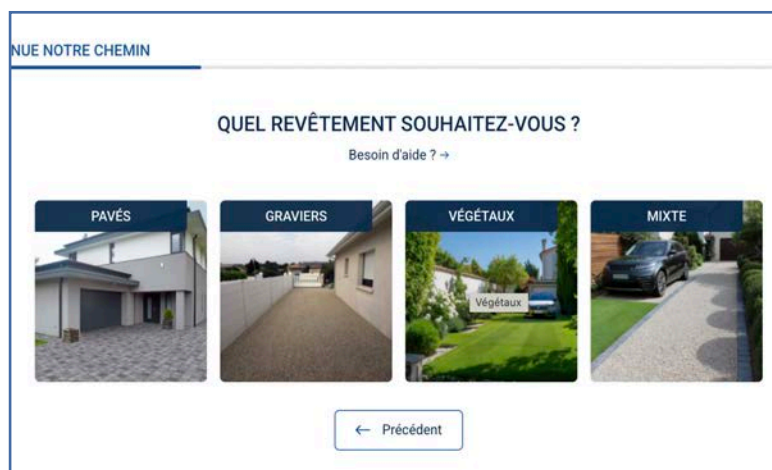 NUE NOTRE CHEMIN
QUEL REVÊTEMENT SOUHAITEZ-VOUS ?
Besoin d'aide ? →
PAVÉS
GRAVIERS
VÉGÉTAUX
MIXTE
Végétaux
← Précédent